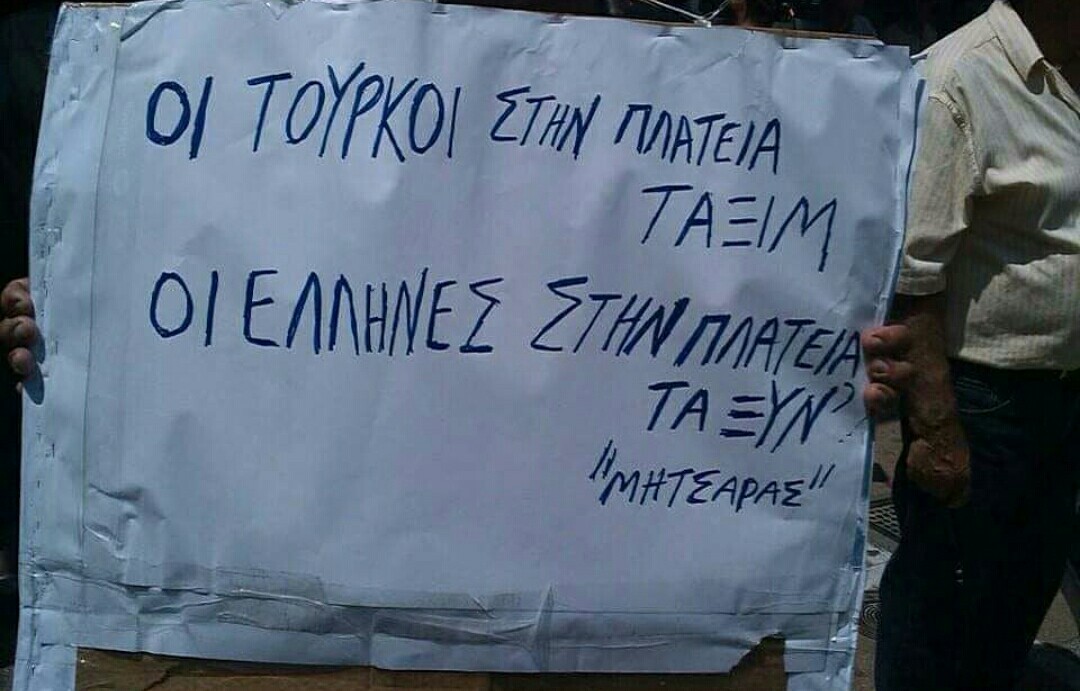 ΟΙ ΤΟΥΡΚΟΙ ΣΤΗΝ ΠΛΑΤΕΙΑ
ΤΑΞΙΜ
ΟΙ ΕΛΛΗΝΕΣ ΣΤΗΝ ΠΛΑΤΕΙΑ
ΤΑ ΞΥΝ?
"ΜΗΤΣΑΡΑΣ"